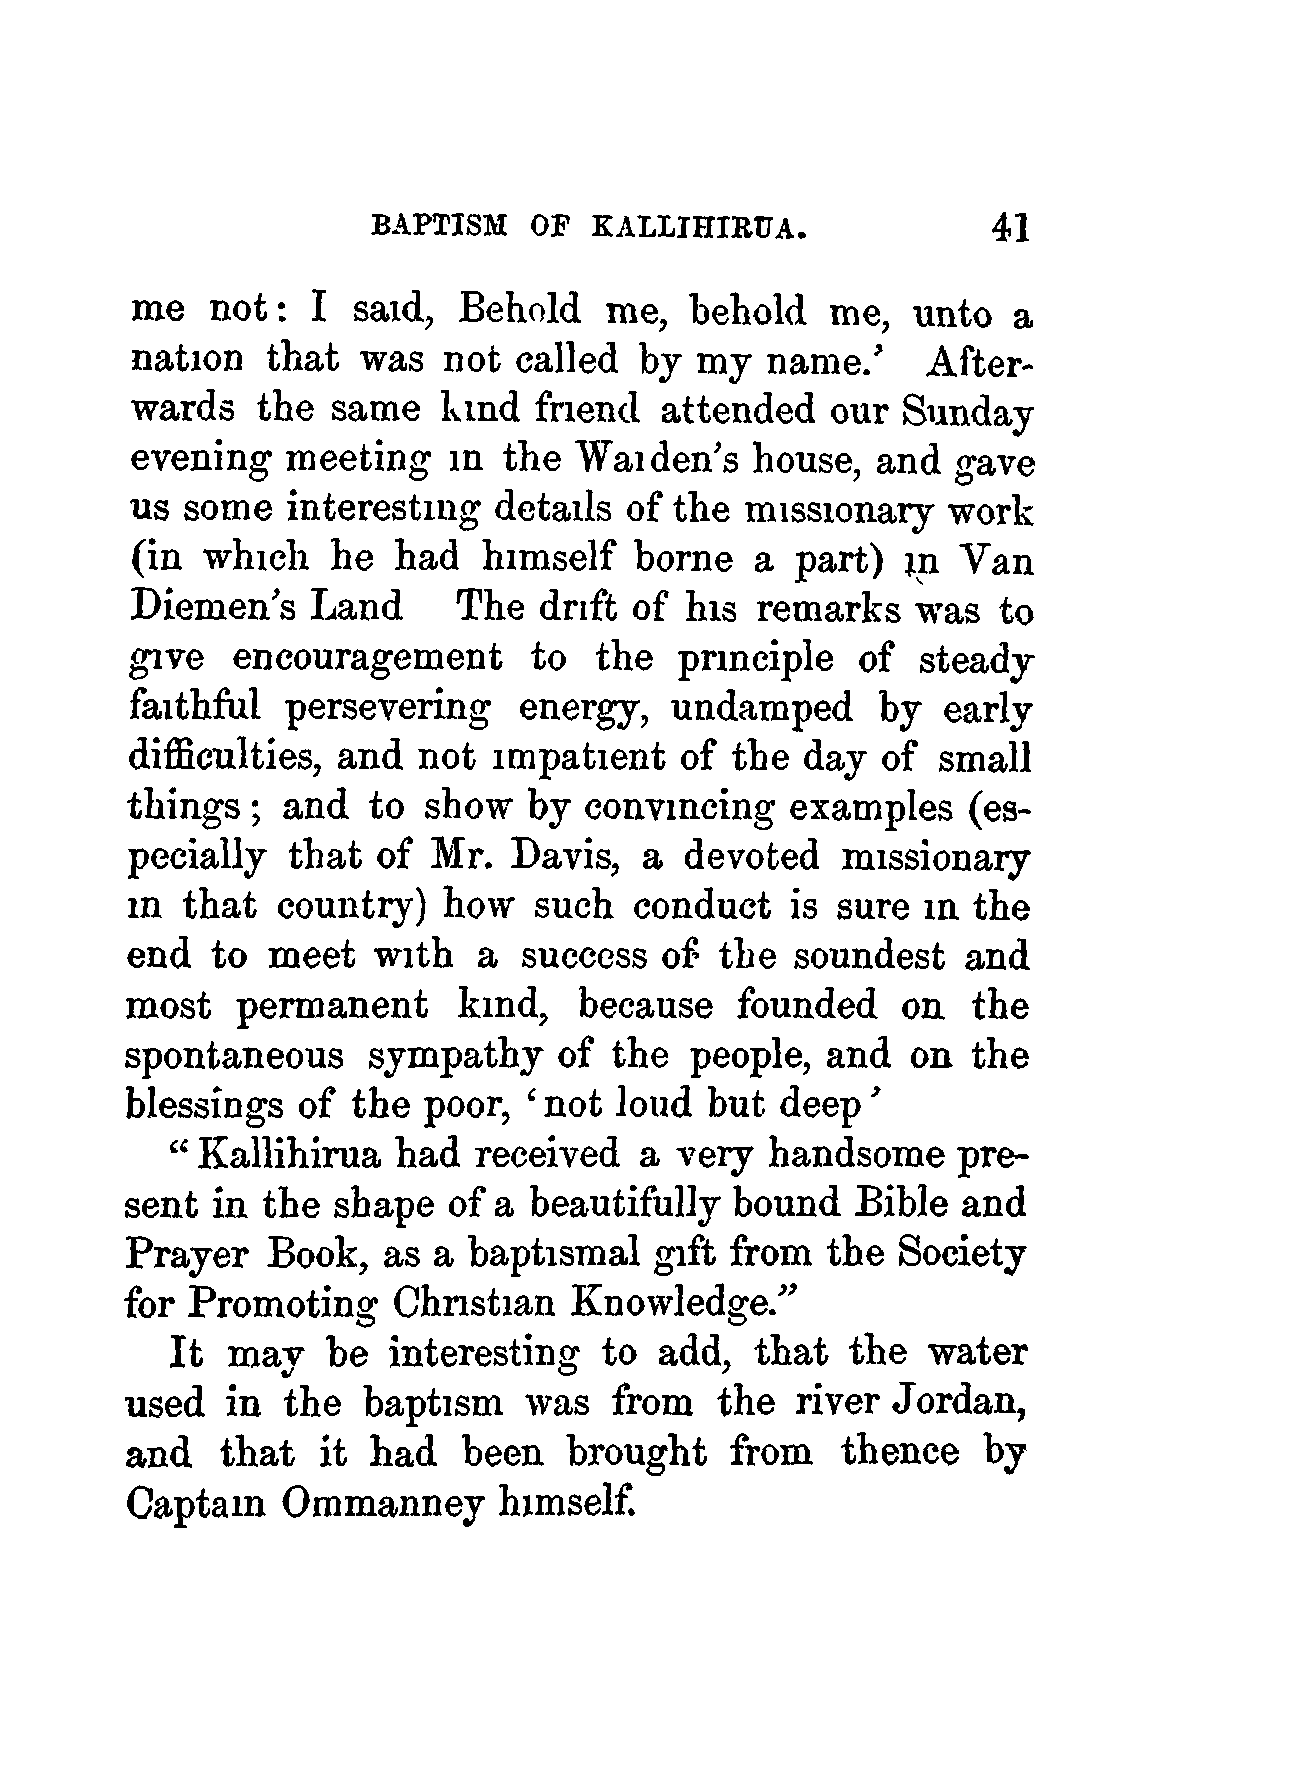 BAPTISM OF KALLIHIRUA. 41
me not: I said, Behold me, behold me, unto a
nation that was not called by my name.' After-
wards the same kind friend attended our Sunday
evening meeting in the Warden's house, and gave
us some interesting details of the missionary work
(in which he had himself borne a part) in Van
Diemen's Land The drift of his remarks was to
give encouragement to the principle of steady
faithful persevering energy, undamped by early
difficulties, and not impatient of the day of small
things; and to show by convincing examples (es-
pecially that of Mr. Davis, a devoted missionary
in that country) how such conduct is sure in the
end to meet with a success of the soundest and
most permanent kind, because founded on the
spontaneous sympathy of the people, and on the
blessings of the poor, 'not loud but deep'
"Kallihirua had received a very handsome pre-
sent in the shape of a beautifully bound Bible and
Prayer Book, as a baptismal gift from the Society
for Promoting Christian Knowledge."
It may be interesting to add, that the water
used in the baptism was from the river Jordan,
and that it had been brought from thence by
Captain Ommanney himself.